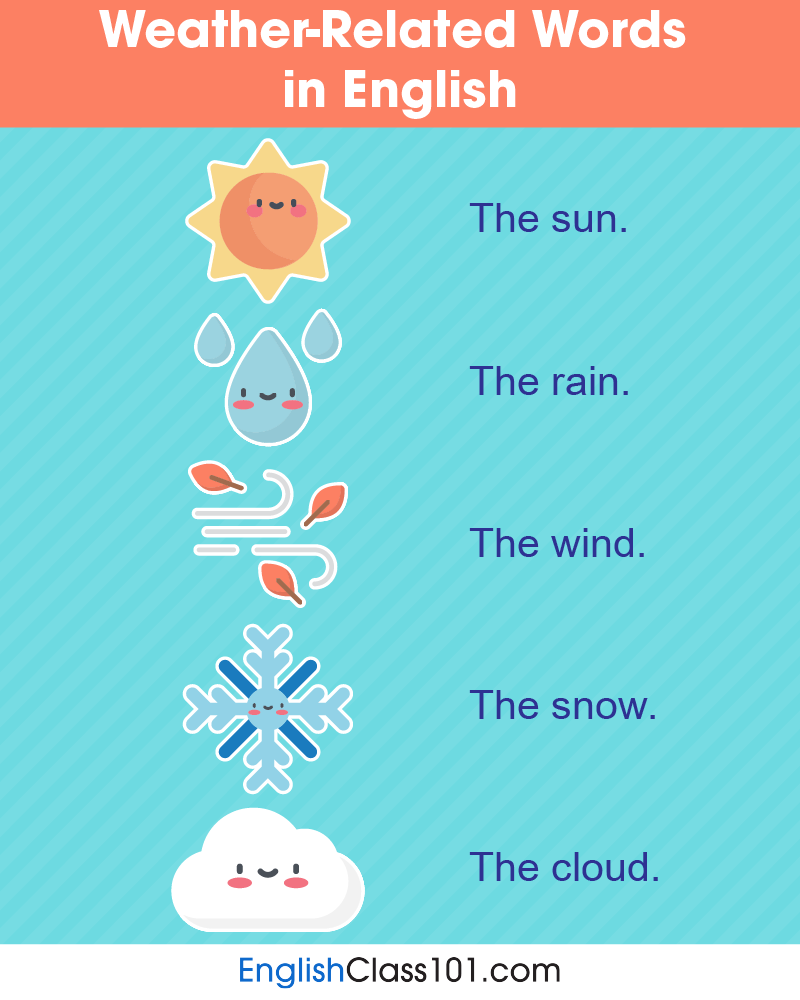 Weather-Related Words
in English
The sun.
The rain.
The wind.
The snow.
The cloud.
EnglishClass101.com